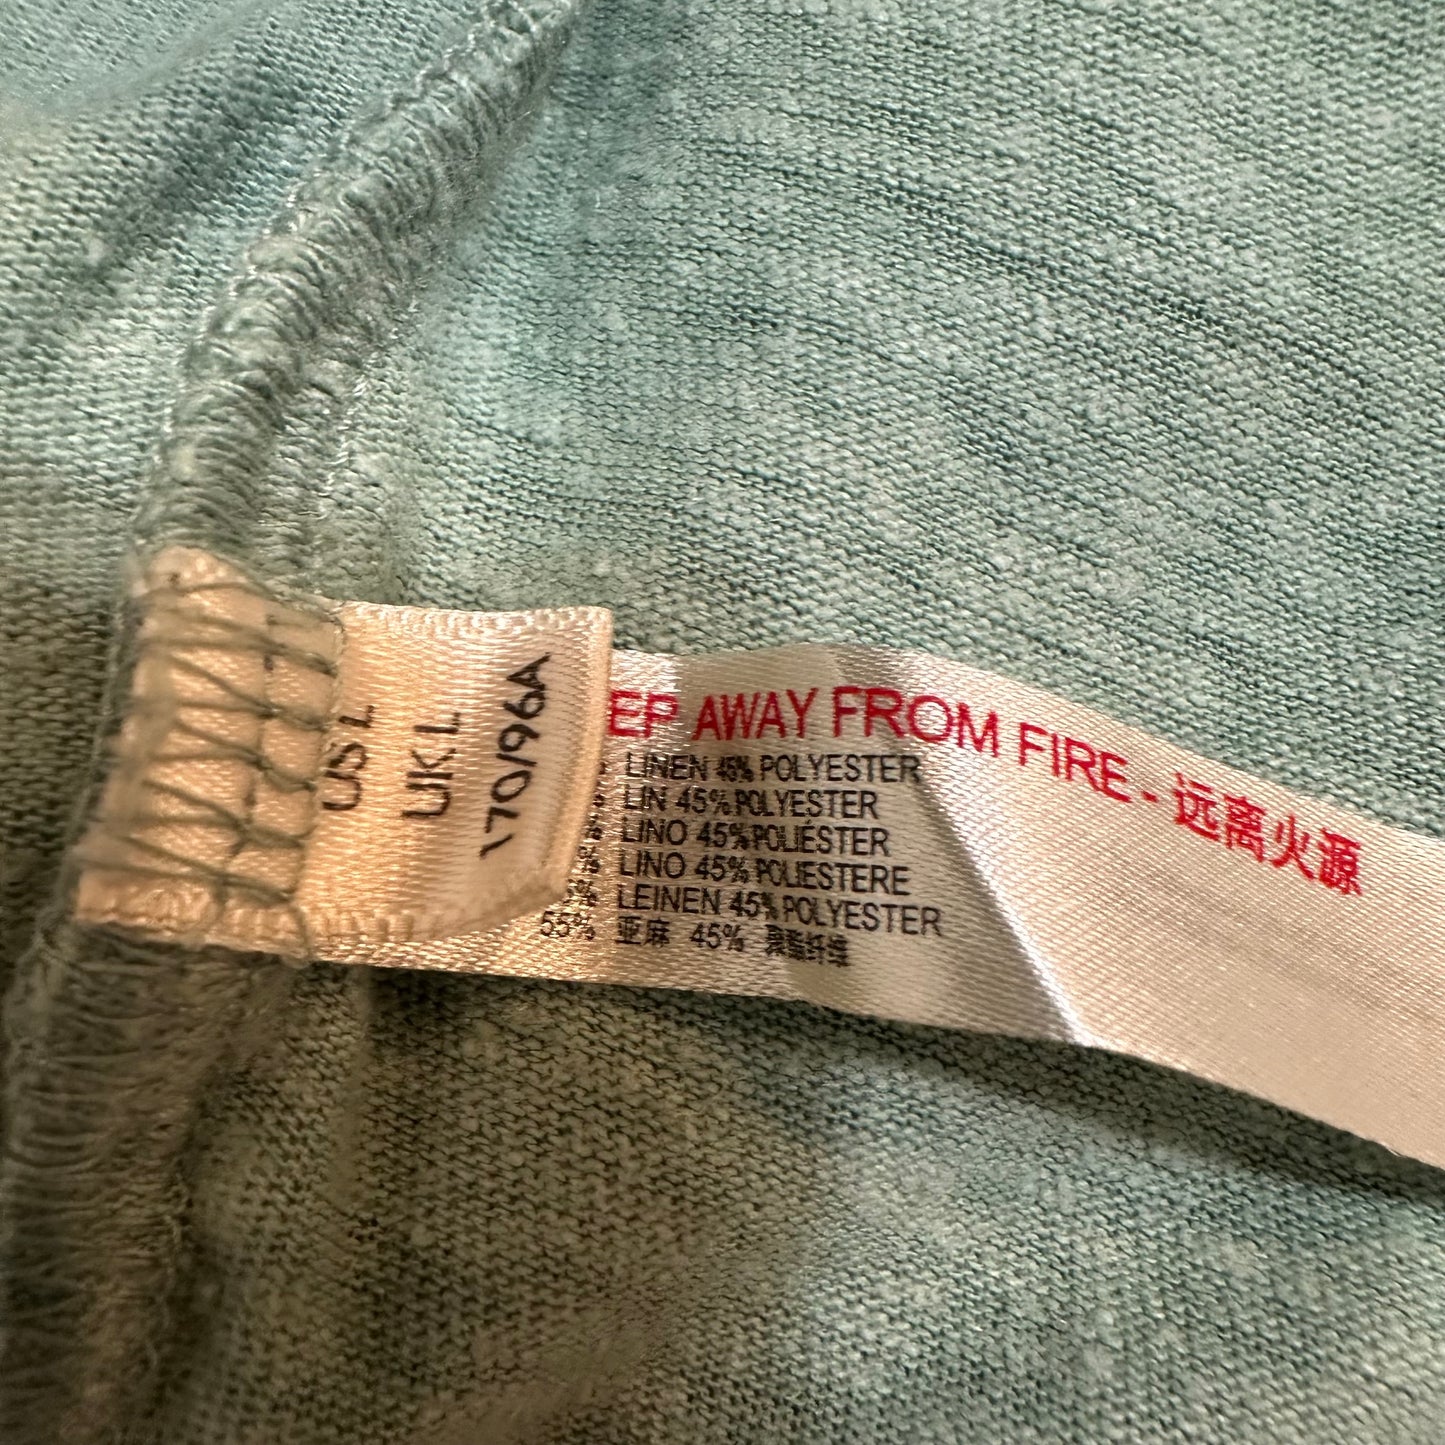 US L
UK L
170/96A
EP AWAY FROM FIRE - 远离火源
LINEN 45% POLYESTER
LIN 45% POLYESTER
% LINO 45% POLIÉSTER
% LINO 45% POLIESTERE
% LEINEN 45% POLYESTER
55% 亚麻 45% 聚酯纤维